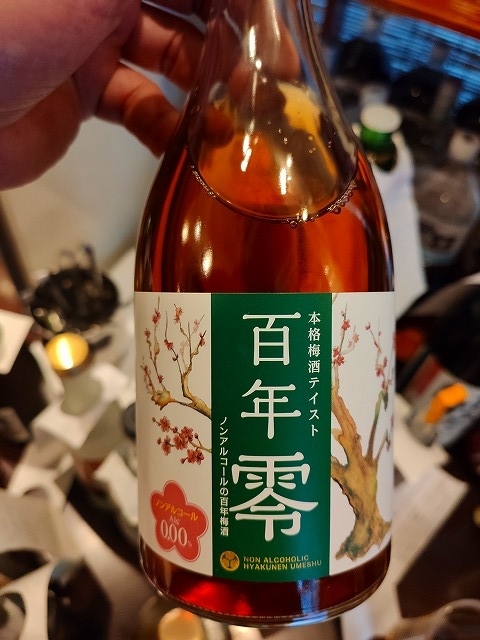 本格梅酒テイスト
百年零
ノンアルコールの百年梅酒
ノンアルコール
Alc
0.00%
NON ALCOHOLIC
HYAKUNEN UMESHU